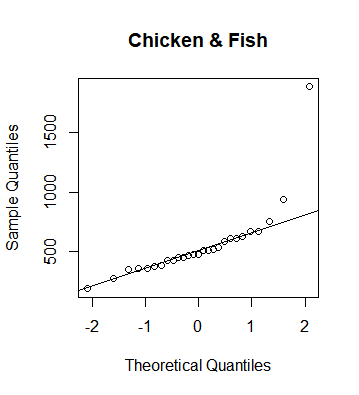 Chicken & Fish
Sample Quantiles
1500
1000
500
-2 -1 0 1 2
Theoretical Quantiles